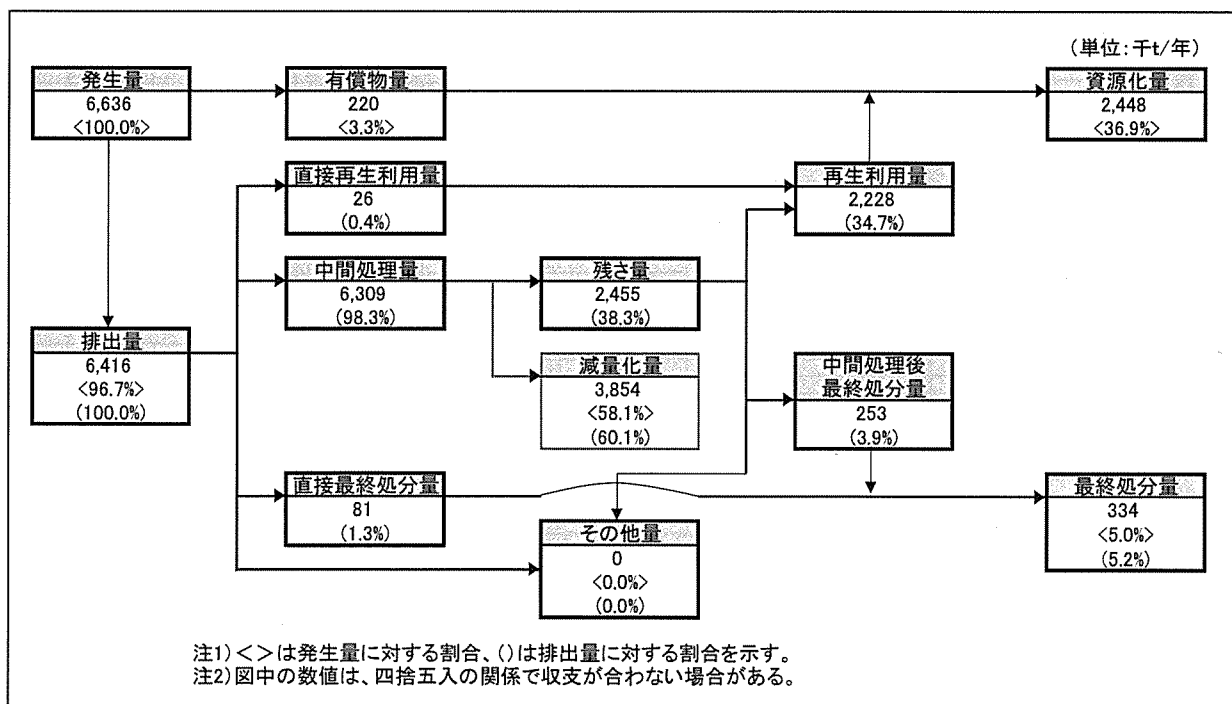 (単位:千t/年)
発生量
6,636
<100.0%>
有償物量
220
<3.3%>
資源化量
2,448
<36.9%>
直接再生利用量
26
(0.4%)
再生利用量
2,228
(34.7%)
中間処理量
6,309
(98.3%)
残さ量
2,455
(38.3%)
排出量
6,416
<96.7%>
(100.0%)
減量化量
3,854
<58.1%>
(60.1%)
中間処理後
最終処分量
253
(3.9%)
直接最終処分量
81
(1.3%)
最終処分量
334
<5.0%>
(5.2%)
その他量
0
<0.0%>
(0.0%)
注1)<>は発生量に対する割合、()は排出量に対する割合を示す。
注2)図中の数値は、四捨五入の関係で収支が合わない場合がある。